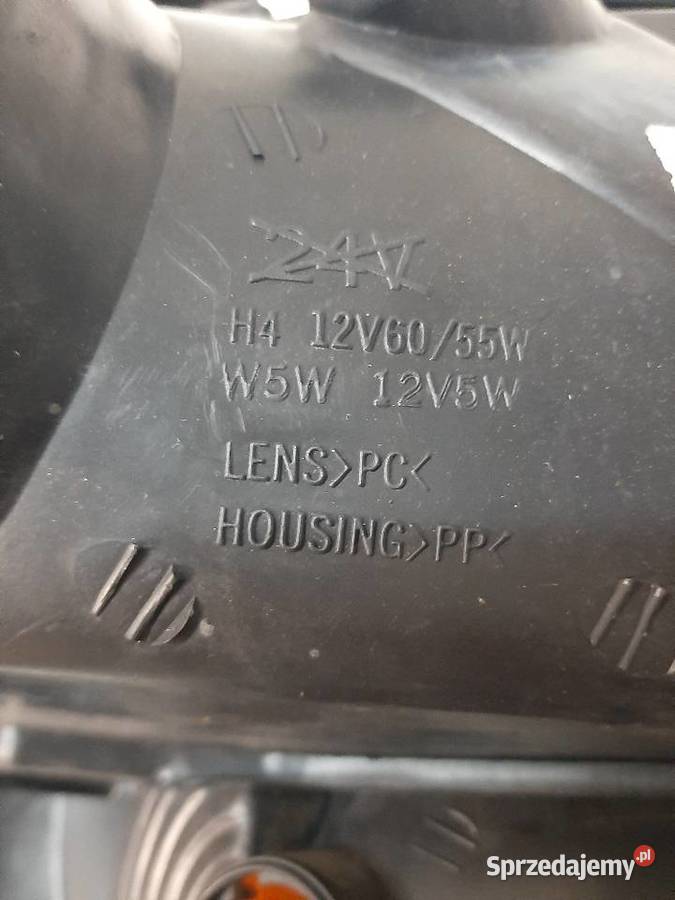 24V
H4 12V60/55W
W5W 12V5W
LENS>PC<
HOUSING>PP<
Sprzedajemy.pl